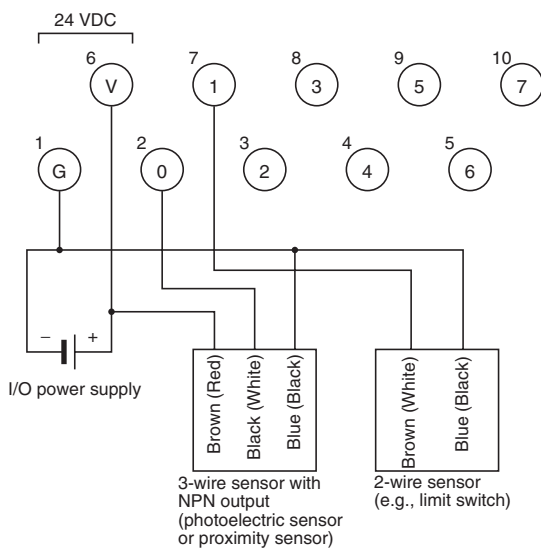 24 VDC
6 7 8 9 10
V 1 3 5 7
1 2 3 4 5
G 0 2 4 6
− +
I/O power supply
Brown (Red)
Black (White)
Blue (Black)
Brown (White)
Blue (Black)
3-wire sensor with
NPN output
(photoelectric sensor
or proximity sensor)
2-wire sensor
(e.g., limit switch)